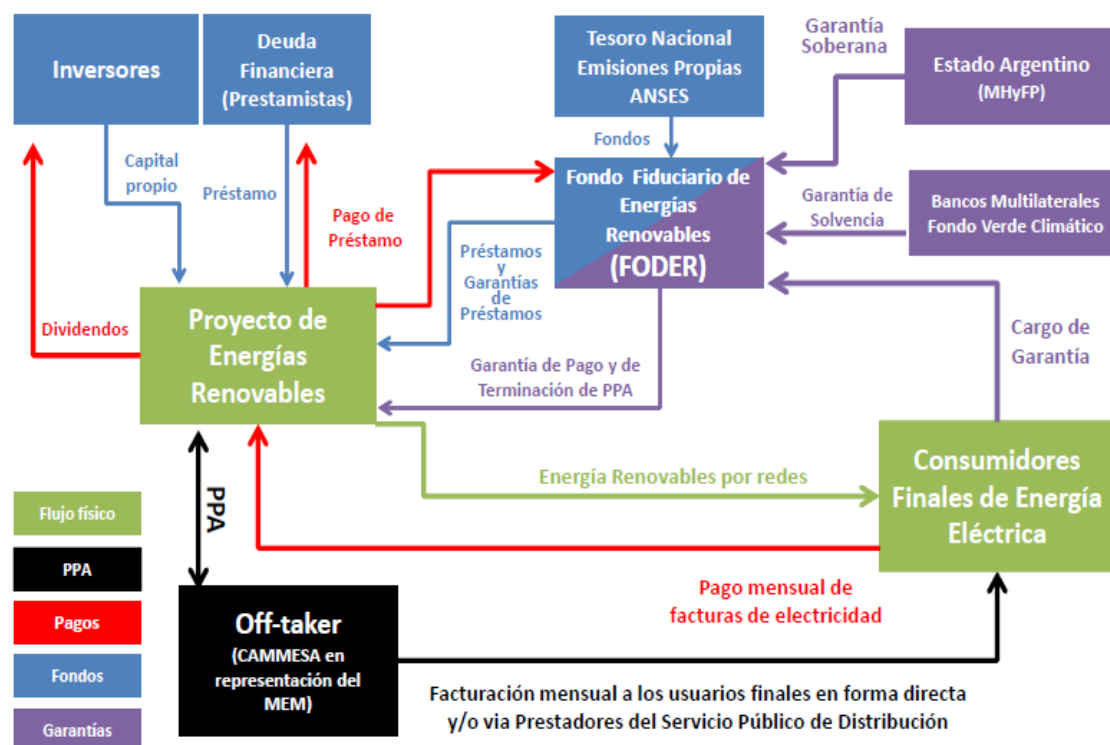 Inversores
Deuda
Financiera
(Prestamistas)
Tesoro Nacional
Emisiones Propias
ANSES
Garantía
Soberana
Estado Argentino
(MHyFP)
Capital
propio
Préstamo
Pago de
Préstamo
Fondos
Fondo Fiduciario de
Energías
Renovables
(FODER)
Garantía de
Solvencia
Bancos Multilaterales
Fondo Verde Climático
Préstamos
y
Garantías
de
Préstamos
Dividendos
Proyecto de
Energías
Renovables
Garantía de Pago y de
Terminación de PPA
Cargo de
Garantía
Energía Renovables por redes
Consumidores
Finales de Energía
Eléctrica
PPA
Pago mensual de
facturas de electricidad
Off-taker
(CAMMESA en
representación del
MEM)
Facturación mensual a los usuarios finales en forma directa
y/o via Prestadores del Servicio Público de Distribución
Flujo físico
PPA
Pagos
Fondos
Garantías